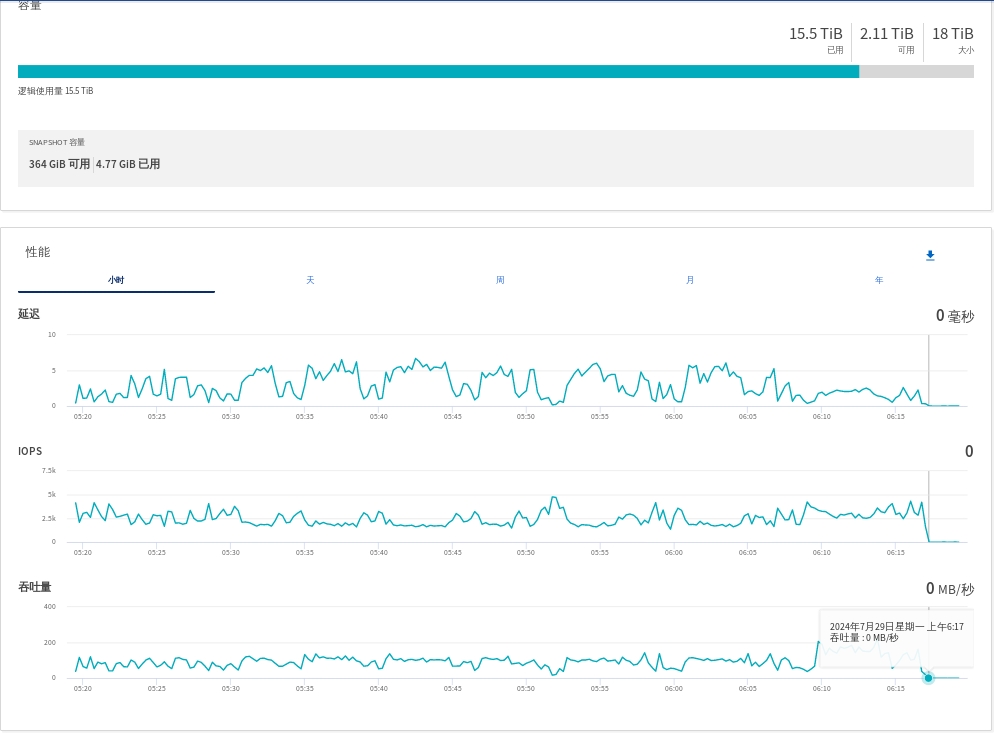 容量
15.5 TiB 2.11 TiB 18 TiB
已用 可用 大小
逻辑使用量 15.5 TiB
SNAPSHOT 容量
364 GiB 可用 4.77 GiB 已用
性能
小时 天 周 月 年
延迟 0 毫秒
10
5
0
05:20 05:25 05:30 05:35 05:40 05:45 05:50 05:55 06:00 06:05 06:10 06:15
IOPS 0
7.5k
5k
2.5k
0
05:20 05:25 05:30 05:35 05:40 05:45 05:50 05:55 06:00 06:05 06:10 06:15
吞吐量 0 MB/秒
400
2024年7月29日星期一 上午6:17
吞吐量 : 0 MB/秒
200
0
05:20 05:25 05:30 05:35 05:40 05:45 05:50 05:55 06:00 06:05 06:10 06:15